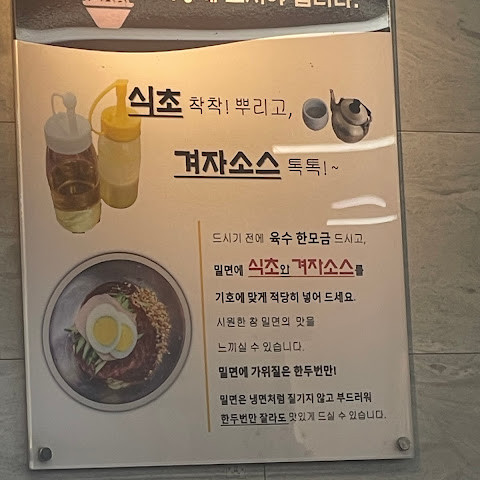 식초 착착! 뿌리고,
겨자소스 톡톡!~
드시기 전에 육수 한모금 드시고,
밀면에 식초와 겨자소스를
기호에 맞게 적당히 넣어 드세요.
시원한 참 밀면의 맛을
느끼실 수 있습니다.
밀면에 가위질은 한두번만!
밀면은 냉면처럼 질기지 않고 부드러워
한두번만 잘라도 맛있게 드실 수 있습니다.